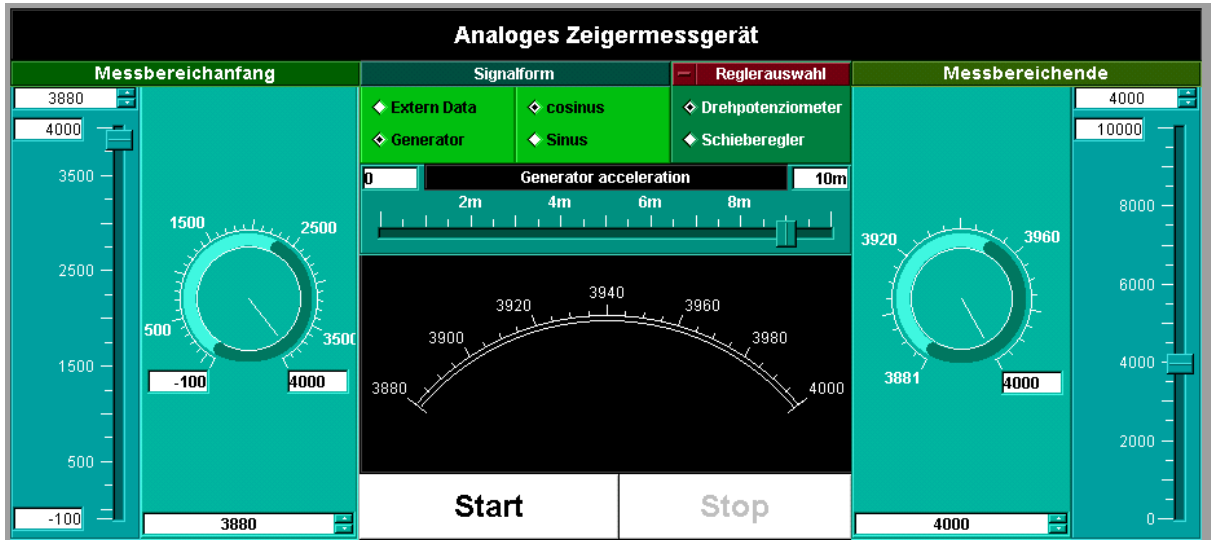 Analoges Zeigermessgerät
Messbereichanfang
Signalform
Reglerauswahl
Messbereichende
3880
4000
3500
2500
1500
500
-100
1500
2500
500
3500
-100
4000
3880
Extern Data
cosinus
Generator
Sinus
Drehpotenziometer
Schieberegler
0
Generator acceleration
10m
2m
4m
6m
8m
3880
3900
3920
3940
3960
3980
4000
Start
Stop
3920
3960
3881
4000
4000
4000
10000
8000
6000
4000
2000
0